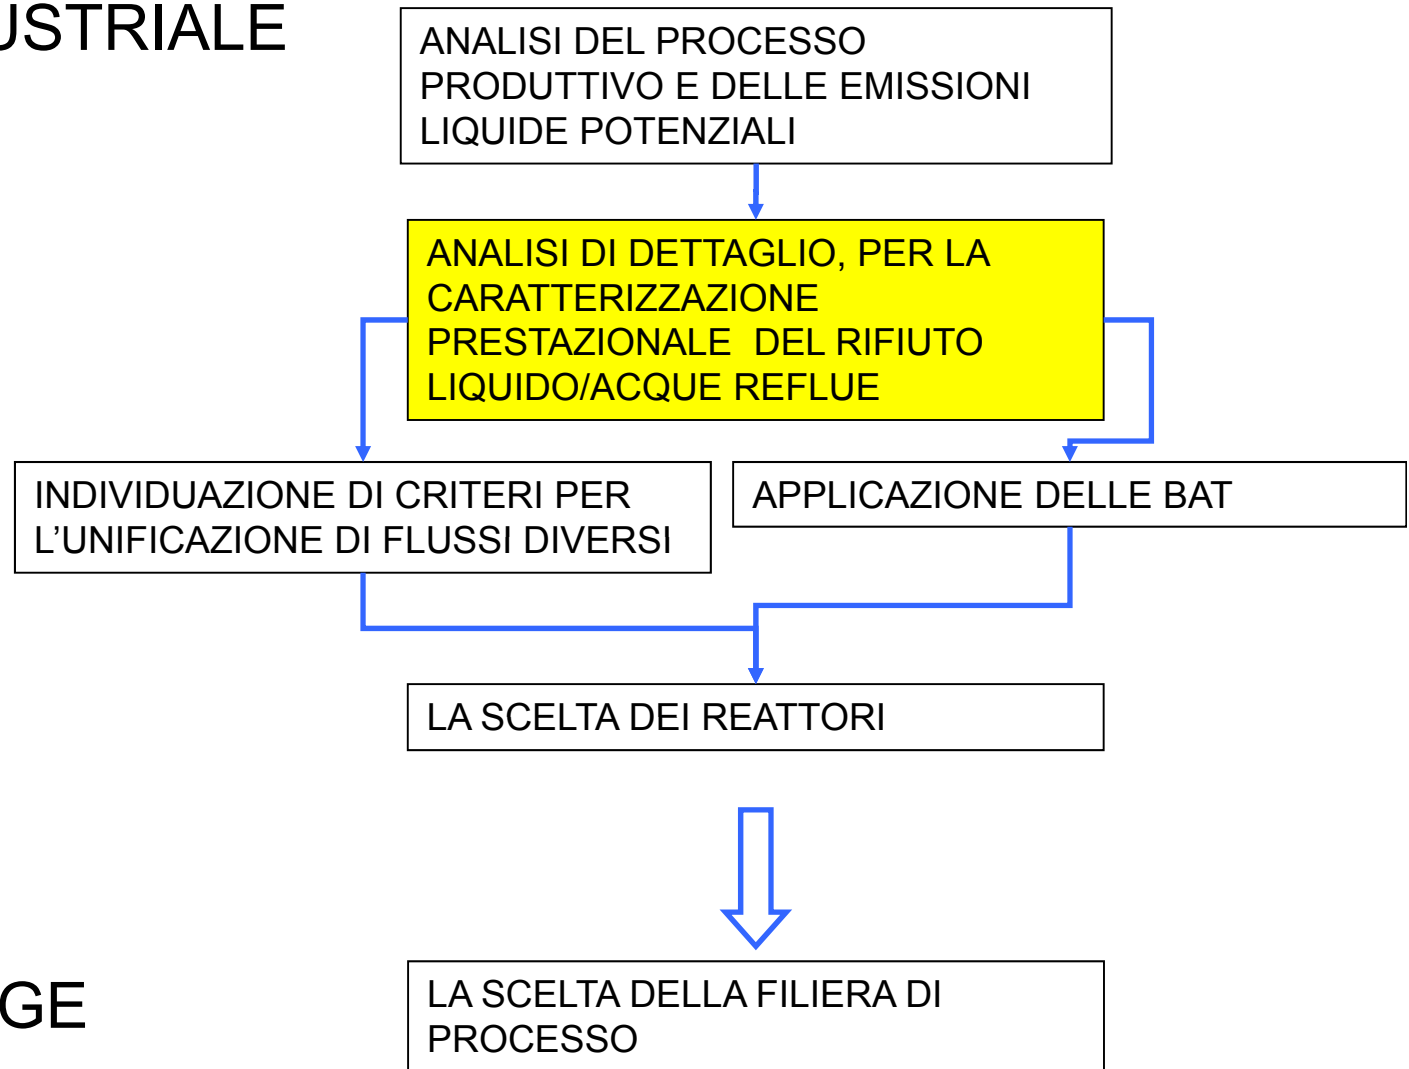 USTRIALE
ANALISI DEL PROCESSO
PRODUTTIVO E DELLE EMISSIONI
LIQUIDE POTENZIALI
ANALISI DI DETTAGLIO, PER LA
CARATTERIZZAZIONE
PRESTAZIONALE DEL RIFIUTO
LIQUIDO/ACQUE REFLUE
INDIVIDUAZIONE DI CRITERI PER
L’UNIFICAZIONE DI FLUSSI DIVERSI
APPLICAZIONE DELLE BAT
LA SCELTA DEI REATTORI
GE
LA SCELTA DELLA FILIERA DI
PROCESSO